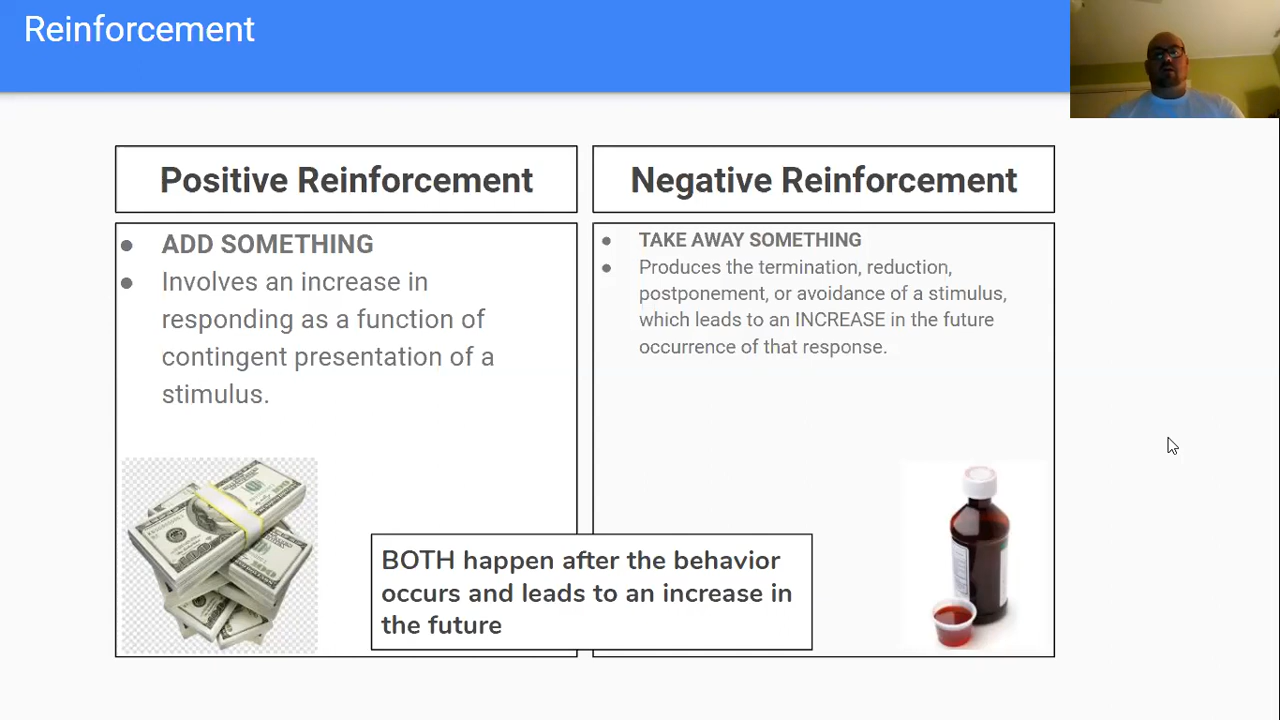 Reinforcement
Positive Reinforcement
ADD SOMETHING
Involves an increase in
responding as a function of
contingent presentation of a
stimulus.
Negative Reinforcement
TAKE AWAY SOMETHING
Produces the termination, reduction,
postponement, or avoidance of a stimulus,
which leads to an INCREASE in the future
occurrence of that response.
BOTH happen after the behavior
occurs and leads to an increase in
the future